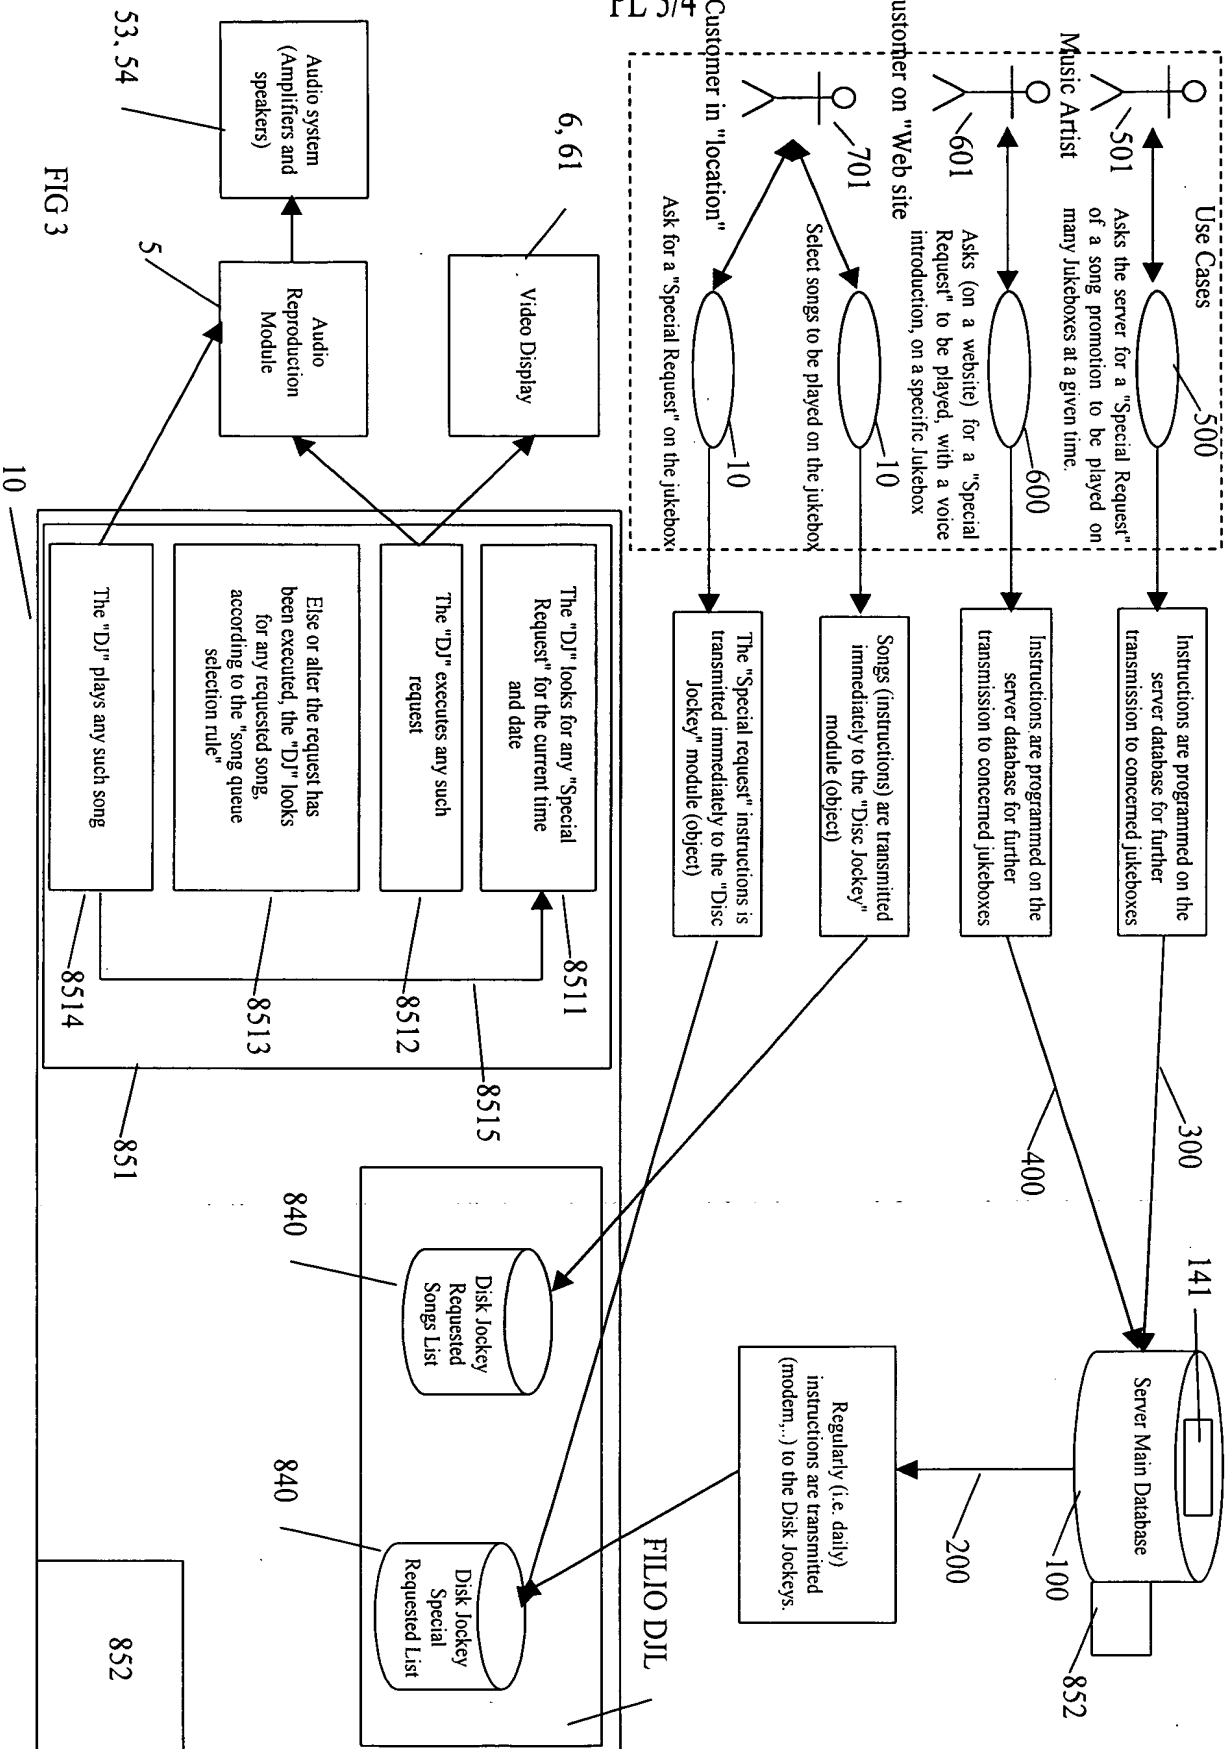 PL 3/4
Use Cases
500
501
Music Artist
Asks the server for a "Special Request"
of a song promotion to be played on
many Jukeboxes at a given time.
Instructions are programmed on the
server database for further
transmission to concerned jukeboxes
300
141
Server Main Database
100
852
600
601
ustomer on "Web site
Asks (on a website) for a "Special
Request" to be played, with a voice
introduction, on a specific Jukebox
Instructions are programmed on the
server database for further
transmission to concerned jukeboxes
400
200
701
Customer in "location"
10
Select songs to be played on the jukebox
Songs (instructions) are transmitted
immediately to the "Disc Jockey"
module (object)
Regularly (i.e. daily)
instructions are transmitted
(modem,..) to the Disk Jockeys.
10
Ask for a "Special Request" on the jukebox
The "Special request" instructions is
transmitted immediately to the "Disc
Jockey" module (object)
FILIO DJL
6, 61
Video Display
The "DJ" looks for any "Special
Request" for the current time
and date
8511
The "DJ" executes any such
request
8512
8515
Else or alter the request has
been executed, the "DJ" looks
for any requested song,
according to the "song queue
selection rule"
8513
The "DJ" plays any such song
8514
851
Disk Jockey
Requested
Songs List
840
Disk Jockey
Special
Requested List
840
Audio system
(Amplifiers and
speakers)
53, 54
Audio
Reproduction
Module
5
10
852
FIG 3